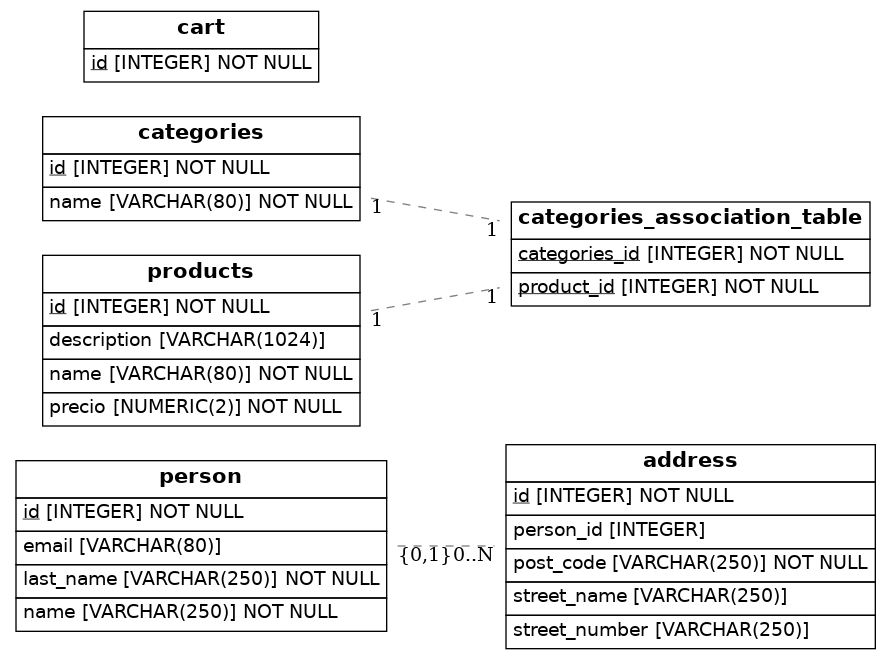 cart
id [INTEGER] NOT NULL
categories
id [INTEGER] NOT NULL
name [VARCHAR(80)] NOT NULL
1
1
categories_association_table
categories_id [INTEGER] NOT NULL
product_id [INTEGER] NOT NULL
products
id [INTEGER] NOT NULL
description [VARCHAR(1024)]
name [VARCHAR(80)] NOT NULL
precio [NUMERIC(2)] NOT NULL
1
1
person
id [INTEGER] NOT NULL
email [VARCHAR(80)]
last_name [VARCHAR(250)] NOT NULL
name [VARCHAR(250)] NOT NULL
{0,1}0..N
address
id [INTEGER] NOT NULL
person_id [INTEGER]
post_code [VARCHAR(250)] NOT NULL
street_name [VARCHAR(250)]
street_number [VARCHAR(250)]